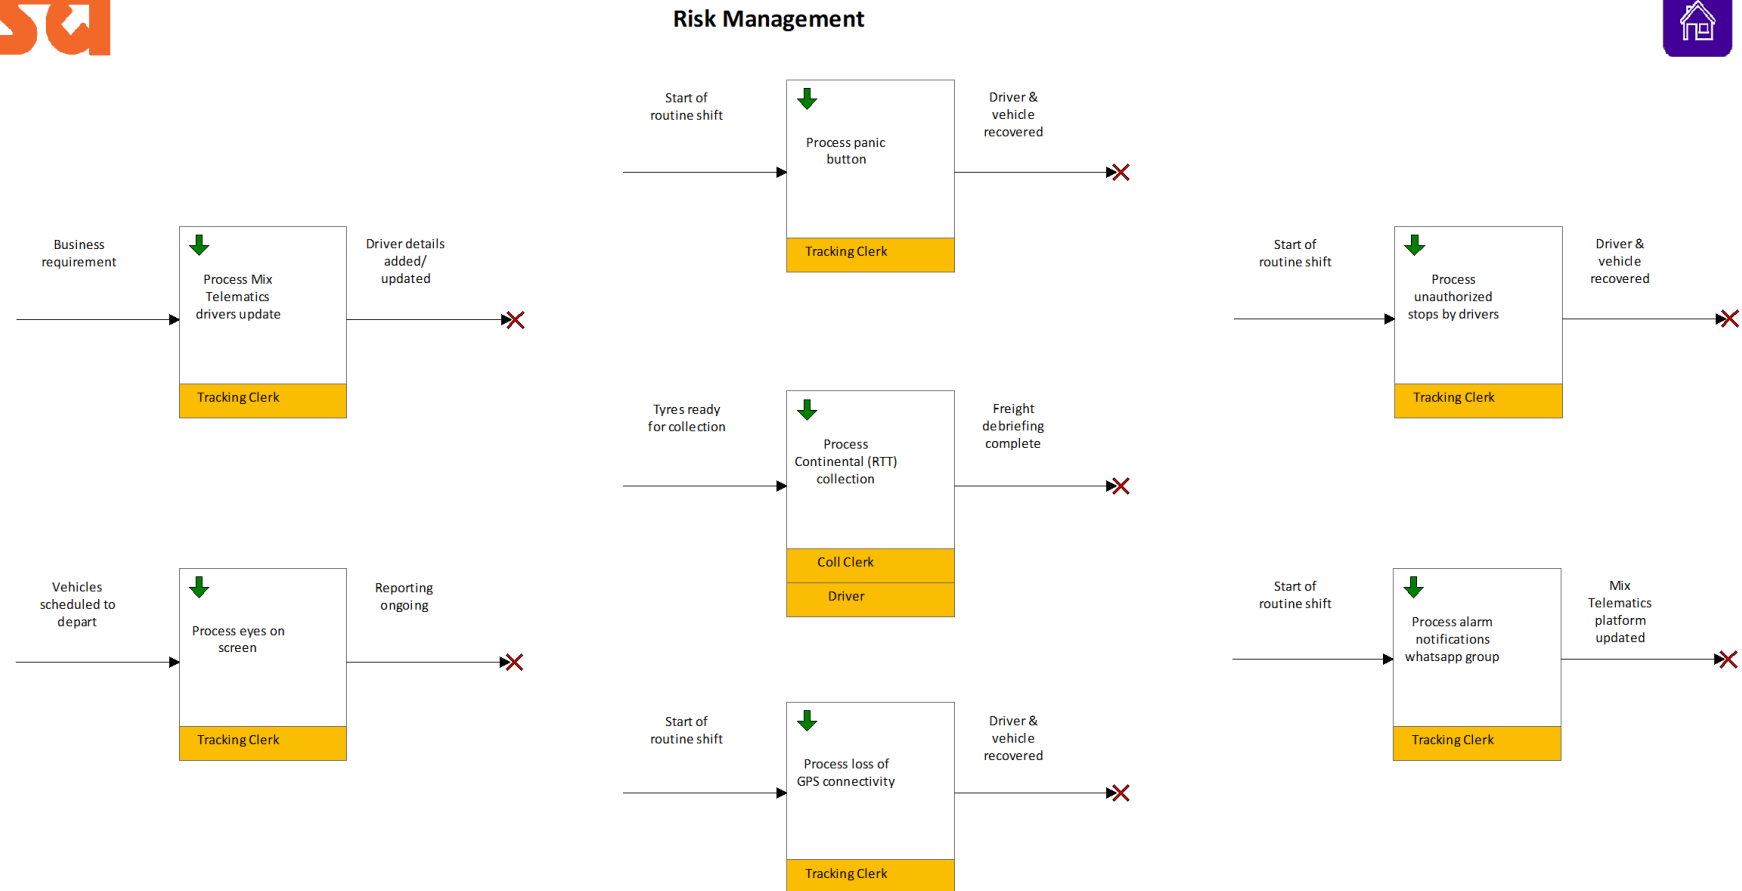 sa
Risk Management
Start of
routine shift
Process panic
button
Tracking Clerk
Driver &
vehicle
recovered
Business
requirement
Process Mix
Telematics
drivers update
Tracking Clerk
Driver details
added/
updated
Start of
routine shift
Process
unauthorized
stops by drivers
Tracking Clerk
Driver &
vehicle
recovered
Tyres ready
for collection
Process
Continental (RTT)
collection
Coll Clerk
Driver
Freight
debriefing
complete
Vehicles
scheduled to
depart
Process eyes on
screen
Tracking Clerk
Reporting
ongoing
Start of
routine shift
Process alarm
notifications
whatsapp group
Tracking Clerk
Mix
Telematics
platform
updated
Start of
routine shift
Process loss of
GPS connectivity
Tracking Clerk
Driver &
vehicle
recovered